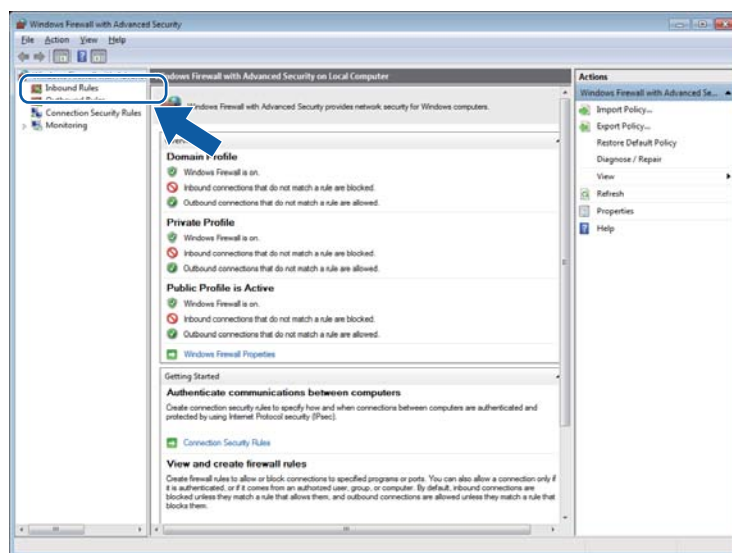 Windows Firewall with Advanced Security
File Action View Help
Inbound Rules
Connection Security Rules
Monitoring
Windows Firewall with Advanced Security on Local Computer
Windows Firewall with Advanced Security provides network security for Windows computers.
Domain Profile
Windows Firewall is on.
Inbound connections that do not match a rule are blocked.
Outbound connections that do not match a rule are allowed.
Private Profile
Windows Firewall is on.
Inbound connections that do not match a rule are blocked.
Outbound connections that do not match a rule are allowed.
Public Profile is Active
Windows Firewall is on.
Inbound connections that do not match a rule are blocked.
Outbound connections that do not match a rule are allowed.
Windows Firewall Properties
Getting Started
Authenticate communications between computers
Create connection security rules to specify how and when connections between computers are authenticated and
protected by using Internet Protocol security (IPsec).
Connection Security Rules
View and create firewall rules
Create firewall rules to allow or block connections to specified programs or ports. You can also allow a connection only if
it is authenticated, or if it comes from an authorized user, group, or computer. By default, inbound connections are
blocked unless they match a rule that allows them, and outbound connections are allowed unless they match a rule that
blocks them.
Actions
Windows Firewall with Advanced Se...
Import Policy...
Export Policy...
Restore Default Policy
Diagnose / Repair
View
Refresh
Properties
Help